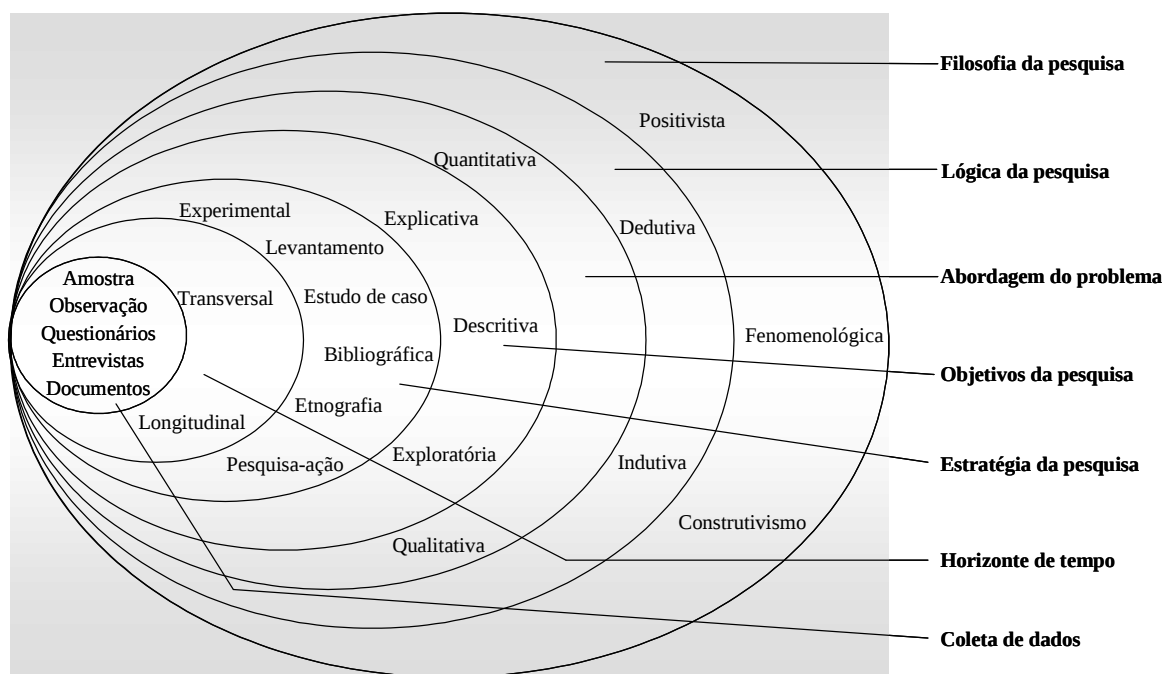 Filosofia da pesquisa
Positivista
Quantitativa
Lógica da pesquisa
Experimental
Explicativa
Dedutiva
Levantamento
Amostra
Observação
Questionários
Entrevistas
Documentos
Transversal
Estudo de caso
Abordagem do problema
Descritiva
Fenomenológica
Bibliográfica
Objetivos da pesquisa
Etnografia
Longitudinal
Pesquisa-ação
Exploratória
Indutiva
Estratégia da pesquisa
Construtivismo
Qualitativa
Horizonte de tempo
Coleta de dados